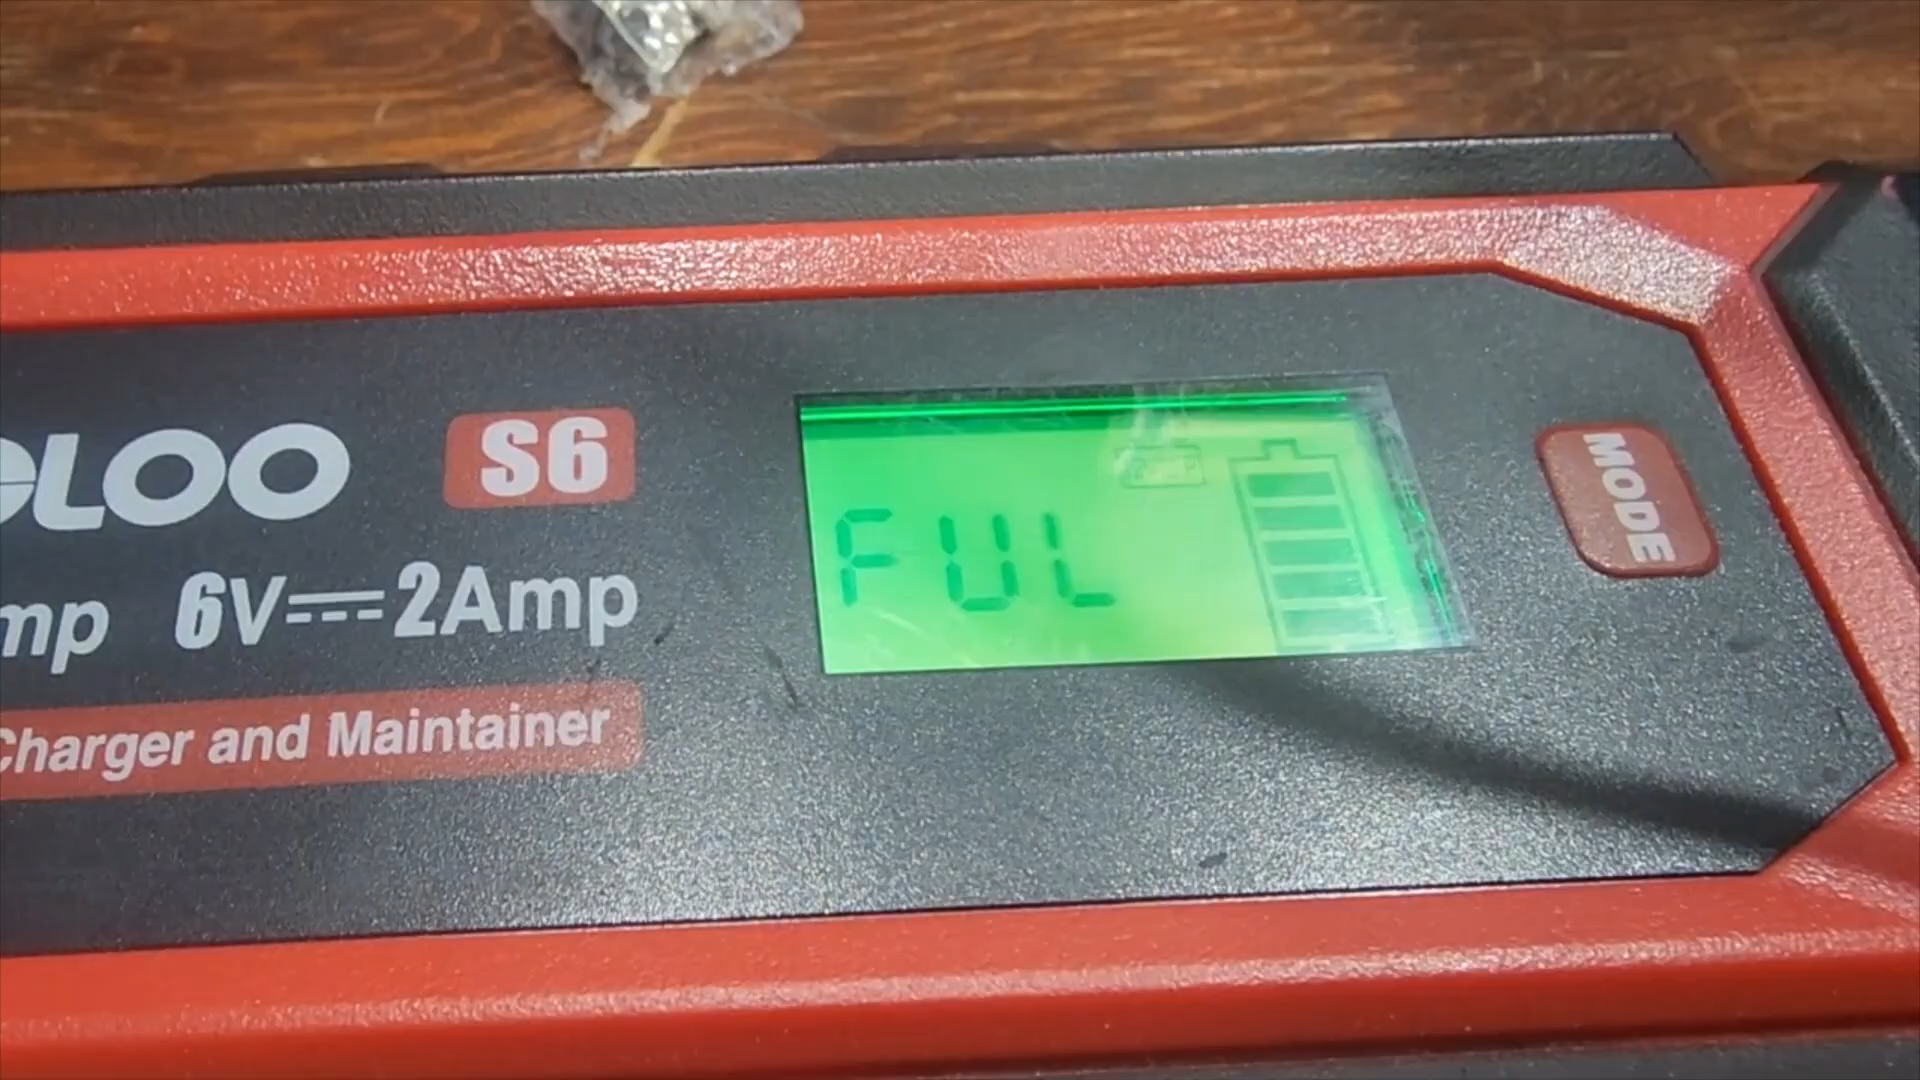 OLOO S6
mp 6V⎓2Amp
Charger and Maintainer
FUL
MODE